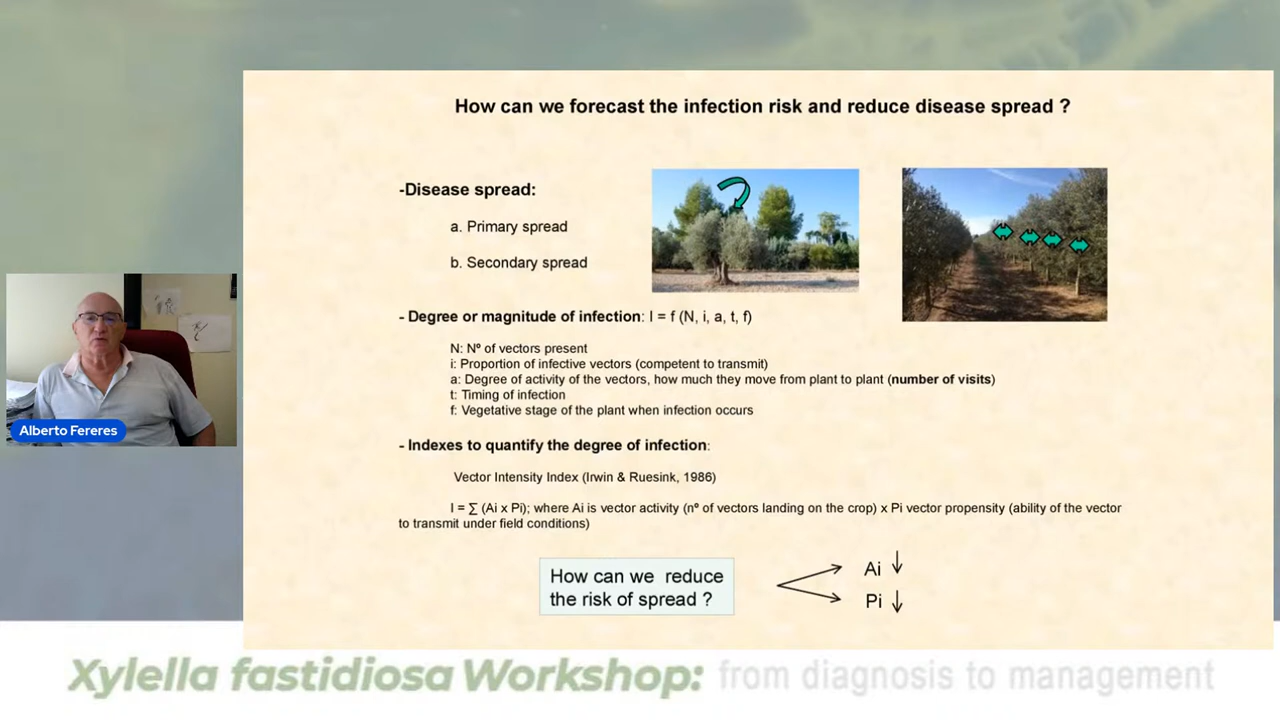 How can we forecast the infection risk and reduce disease spread ?
-Disease spread:
a. Primary spread
b. Secondary spread
- Degree or magnitude of infection: I = f (N, i, a, t, f)
N: Nº of vectors present
i: Proportion of infective vectors (competent to transmit)
a: Degree of activity of the vectors, how much they move from plant to plant (number of visits)
t: Timing of infection
f: Vegetative stage of the plant when infection occurs
- Indexes to quantify the degree of infection:
Vector Intensity Index (Irwin & Ruesink, 1986)
I = ∑ (Ai x Pi); where Ai is vector activity (nº of vectors landing on the crop) x Pi vector propensity (ability of the vector
to transmit under field conditions)
How can we reduce
the risk of spread ?
Ai ↓
Pi ↓
Alberto Fereres
Xylella fastidiosa Workshop: from diagnosis to management